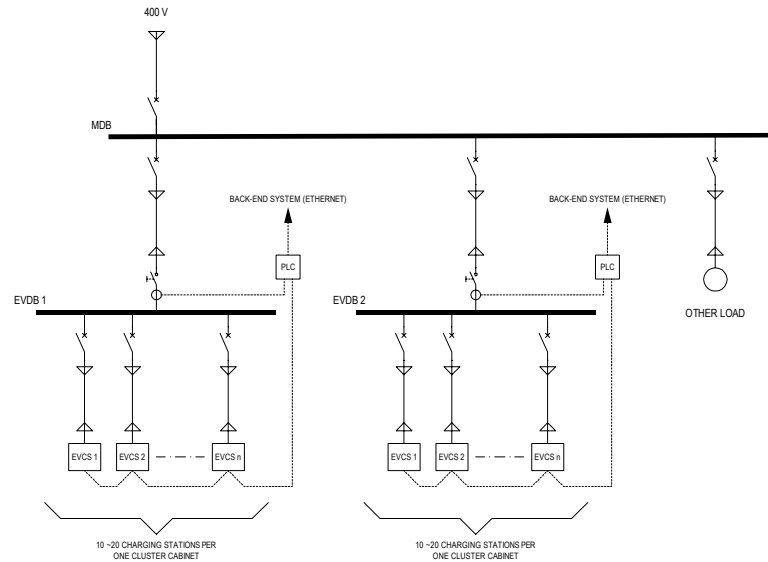 400 V
MDB
BACK-END SYSTEM (ETHERNET)
BACK-END SYSTEM (ETHERNET)
PLC
PLC
EVDB 1
EVDB 2
OTHER LOAD
EVCS 1
EVCS 2
EVCS n
EVCS 1
EVCS 2
EVCS n
10 ~20 CHARGING STATIONS PER
ONE CLUSTER CABINET
10 ~20 CHARGING STATIONS PER
ONE CLUSTER CABINET